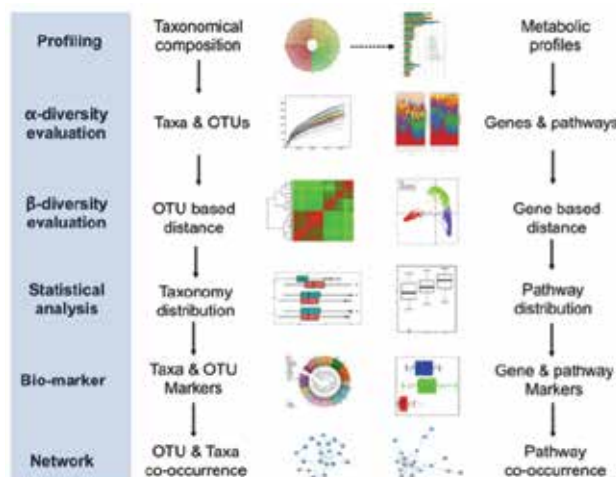 Profiling
Taxonomical
composition
Metabolic
profiles
α-diversity
evaluation
Taxa & OTUs
Genes & pathways
β-diversity
evaluation
OTU based
distance
Gene based
distance
Statistical
analysis
Taxonomy
distribution
Pathway
distribution
Bio-marker
Taxa & OTU
Markers
Gene & pathway
Markers
Network
OTU & Taxa
co-occurrence
Pathway
co-occurrence